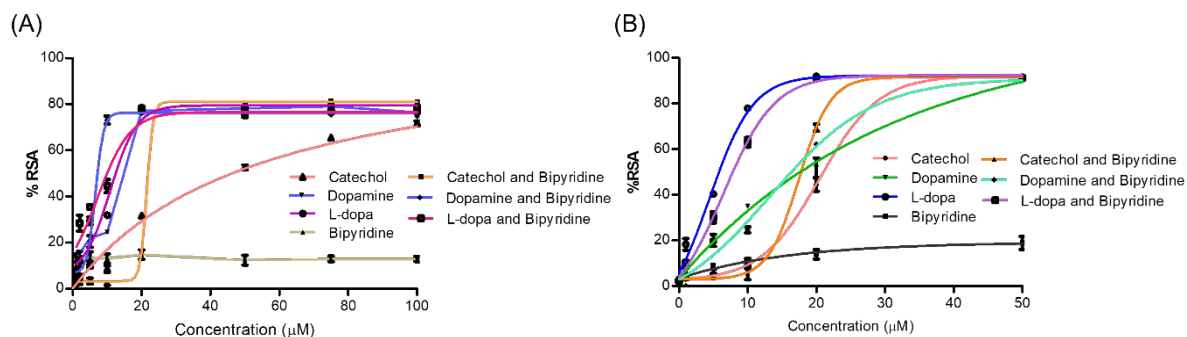 (A)
100
80
60
40
20
0
% RSA
0 20 40 60 80 100
Concentration (μM)
Catechol
Dopamine
L-dopa
Bipyridine
Catechol and Bipyridine
Dopamine and Bipyridine
L-dopa and Bipyridine
(B)
100
80
60
40
20
0
%RSA
0 10 20 30 40 50
Concentration (μM)
Catechol
Dopamine
L-dopa
Bipyridine
Catechol and Bipyridine
Dopamine and Bipyridine
L-dopa and Bipyridine